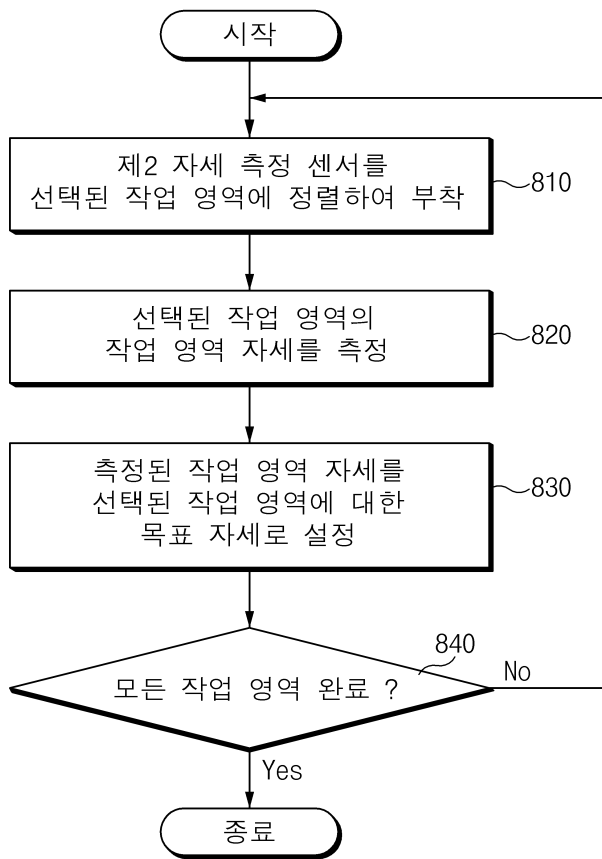 시작
제2 자세 측정 센서를
선택된 작업 영역에 정렬하여 부착
810
선택된 작업 영역의
작업 영역 자세를 측정
820
측정된 작업 영역 자세를
선택된 작업 영역에 대한
목표 자세로 설정
830
840
모든 작업 영역 완료 ?
No
Yes
종료